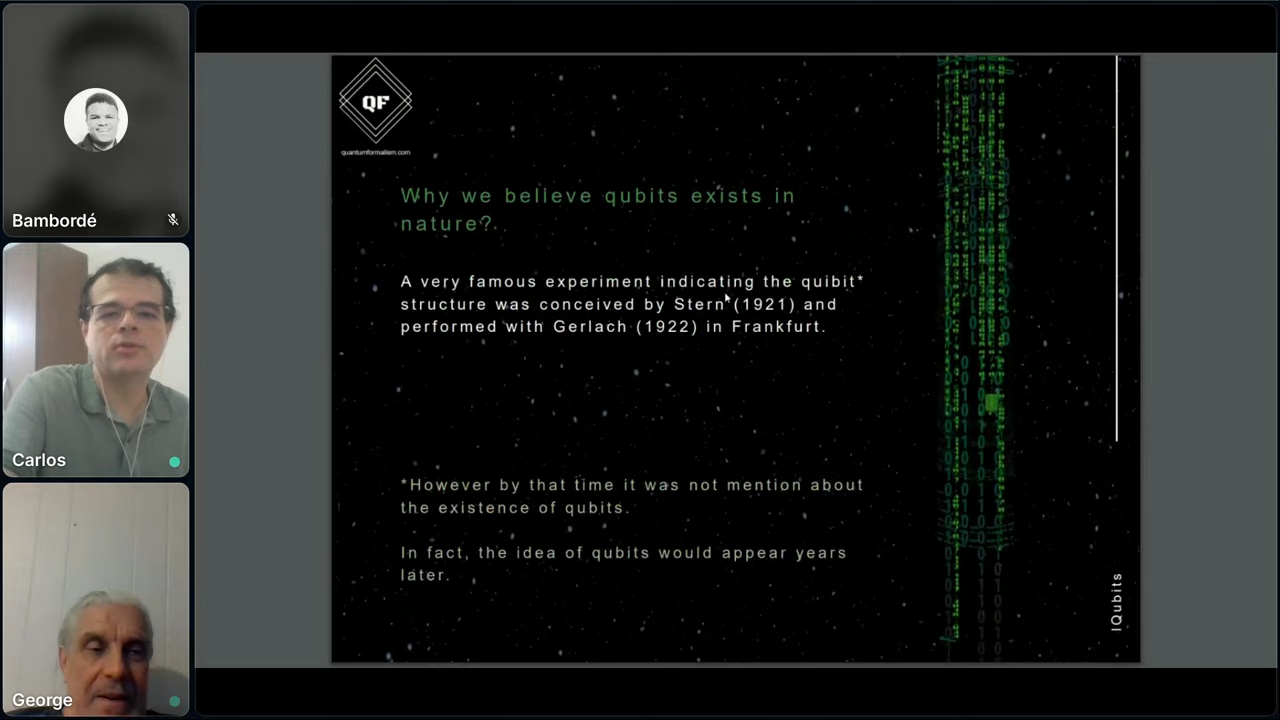 Bambordé
Carlos
George
QF
quantumformalism.com
Why we believe qubits exists in
nature?
A very famous experiment indicating the quibit*
structure was conceived by Stern (1921) and
performed with Gerlach (1922) in Frankfurt.
*However by that time it was not mention about
the existence of qubits.
In fact, the idea of qubits would appear years
later.
|Qubits